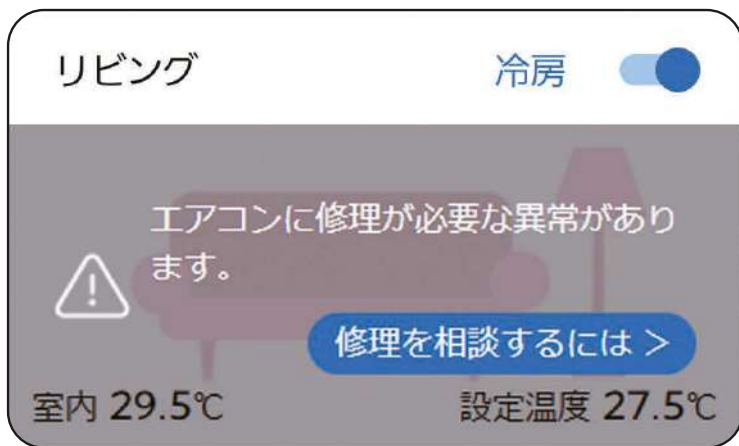 リビング 冷房
エアコンに修理が必要な異常があり
ます。
修理を相談するには >
室内 29.5℃ 設定温度 27.5℃